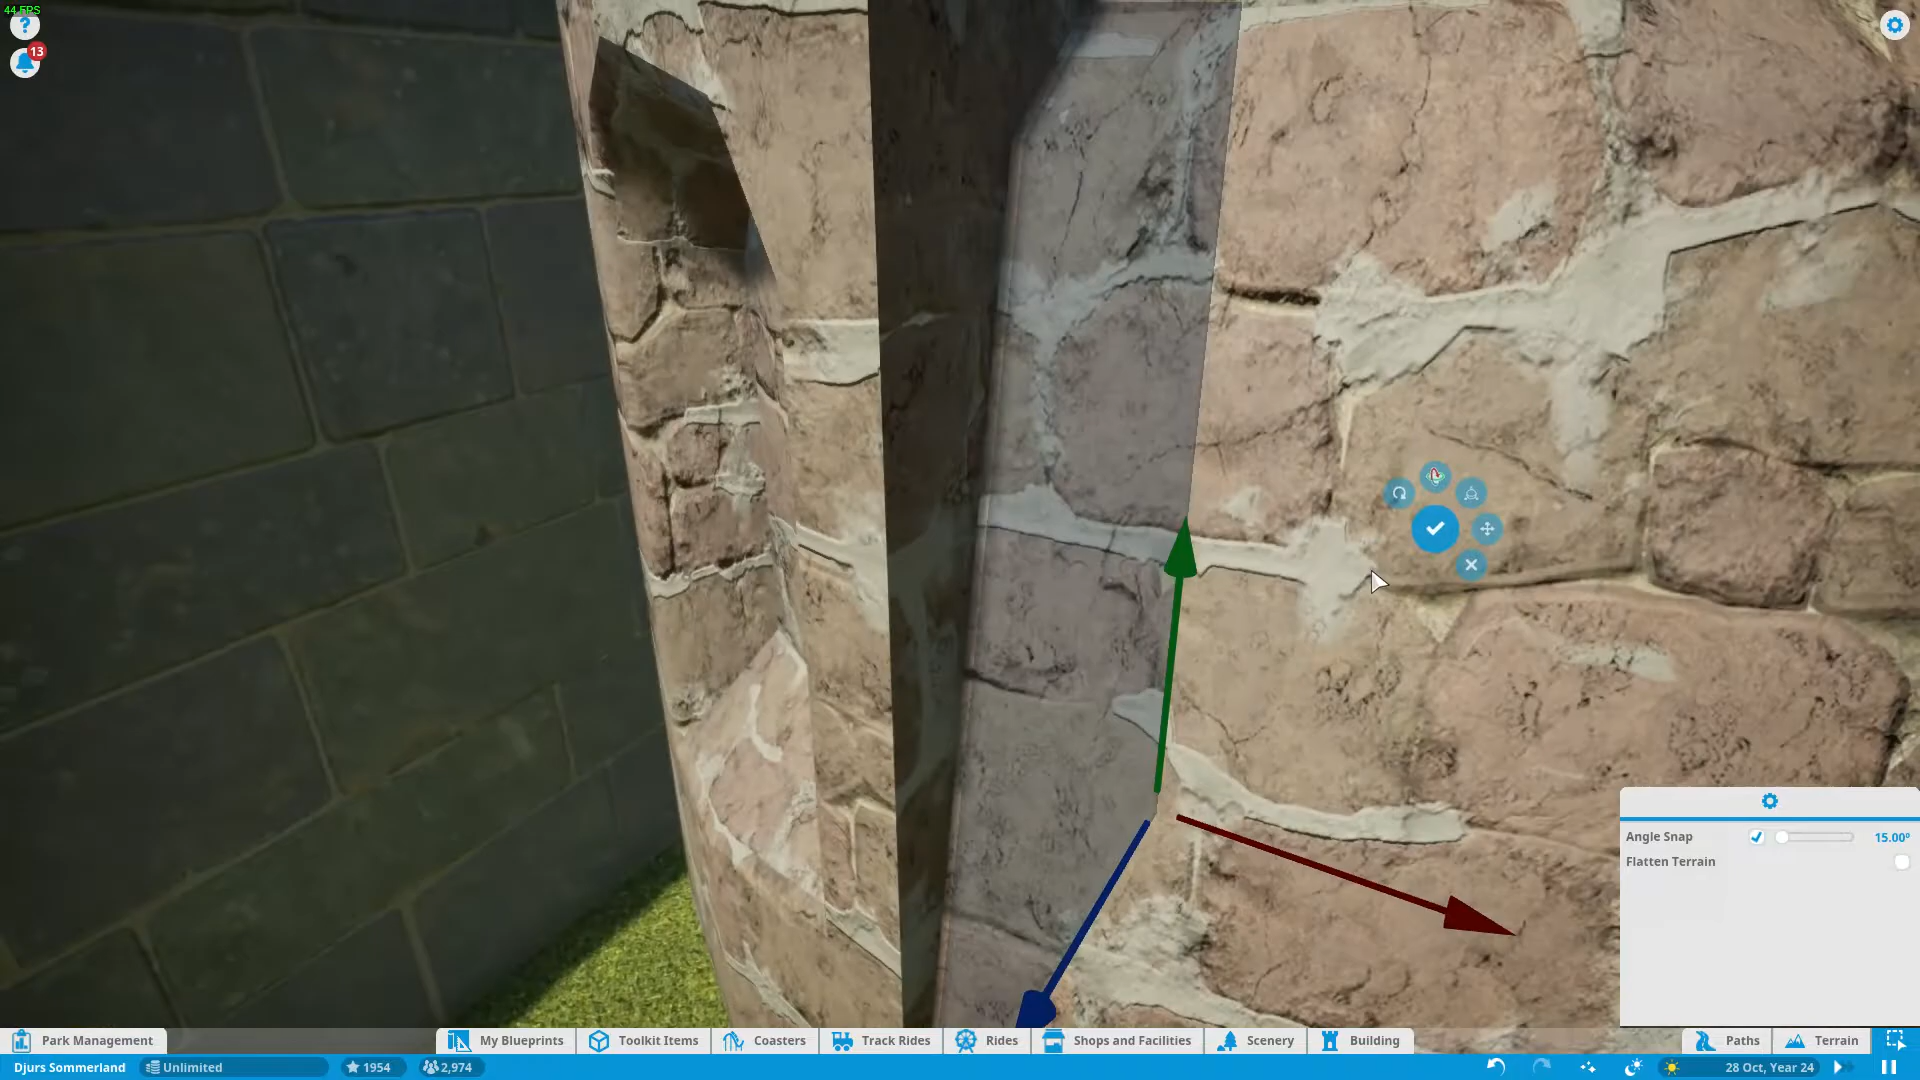 44 FPS
?
13
Angle Snap 15.00°
Flatten Terrain
Park Management My Blueprints Toolkit Items Coasters Track Rides Rides Shops and Facilities Scenery Building Paths Terrain
Djurs Sommerland Unlimited 1954 2,974 28 Oct, Year 24